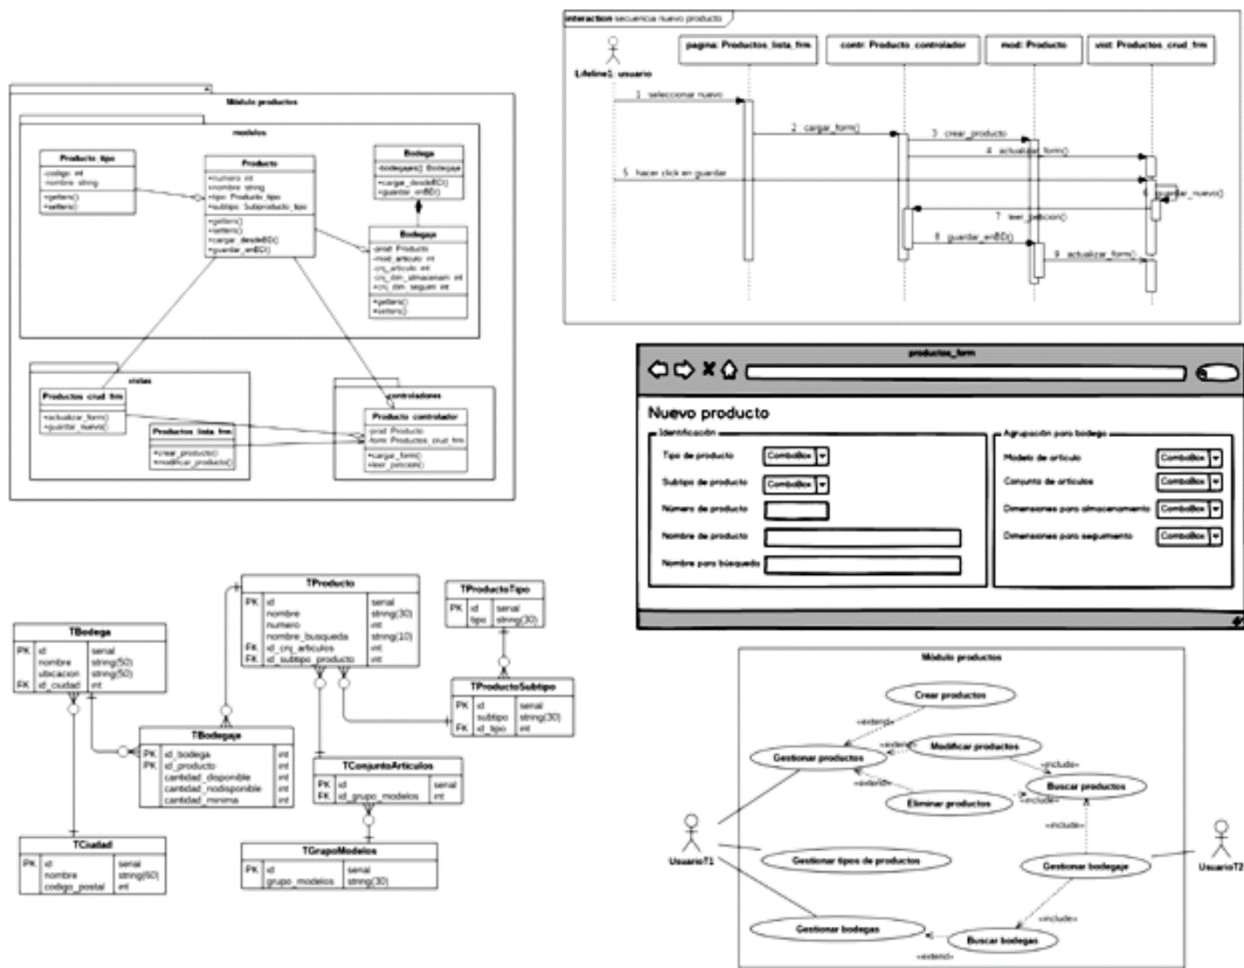 Módulo productos
modelos
Producto tipo
-codigo int
-nombre string
+getters()
+setters()
Producto
+numero int
+nombre string
+tipo Producto_tipo
+subtipo Subproducto_tipo
+getters()
+setters()
+cargar_desdeBD()
+guardar_enBD()
Bodega
-bodegajes[] Bodegaje
+cargar_desdeBD()
+guardar_enBD()
Bodegaje
-prod Producto
-mod_articulo int
-cnj_articulo int
-cnj_dim_almacenam int
+cnj_dim_seguim int
+getters()
+setters()
vistas
Productos_crud_frm
+actualizar_form()
+guardar_nuevo()
Productos_lista_frm
+crear_producto()
+modificar_producto()
controladores
Producto_controlador
-prod Producto
-form Productos_crud_frm
+cargar_form()
+leer_peticion()
interaction secuencia nuevo producto
Lifeline1: usuario
pagina: Productos_lista_frm
contr: Producto_controlador
mod: Producto
vist: Productos_crud_frm
1 seleccionar nuevo
2 cargar_form()
3 crear_producto
4 actualizar_form()
5 hacer click en guardar
6 guardar_nuevo()
7 leer_peticion()
8 guardar_enBD()
9 actualizar_form()
productos_form
Nuevo producto
Identificación
Tipo de producto ComboBox
Subtipo de producto ComboBox
Número de producto
Nombre de producto
Nombre para búsqueda
Agrupación para bodega
Modelo de artículo ComboBox
Conjunto de artículos ComboBox
Dimensiones para almacenamiento ComboBox
Dimensiones para seguimiento ComboBox
TProducto
PK id serial
nombre string(30)
numero int
nombre_busqueda string(10)
FK id_cnj_articulos int
FK id_subtipo_producto int
TProductoTipo
PK id serial
tipo string(30)
TBodega
PK id serial
nombre string(50)
ubicacion string(50)
FK id_ciudad int
TProductoSubtipo
PK id serial
subtipo string(30)
FK id_tipo int
TBodegaje
PK id_bodega int
PK id_producto int
cantidad_disponible int
cantidad_nodisponible int
cantidad_minima int
TConjuntoArticulos
PK id serial
FK id_grupo_modelos int
TCiudad
PK id serial
nombre string(60)
codigo_postal int
TGrupoModelos
PK id serial
grupo_modelos string(30)
Módulo productos
Crear productos
«extend»
Gestionar productos
«extend»
Modificar productos
«include»
«extend»
Buscar productos
Eliminar productos
«include»
«include»
UsuarioT1
Gestionar tipos de productos
Gestionar bodegaje
UsuarioT2
«include»
Gestionar bodegas
«extend»
Buscar bodegas